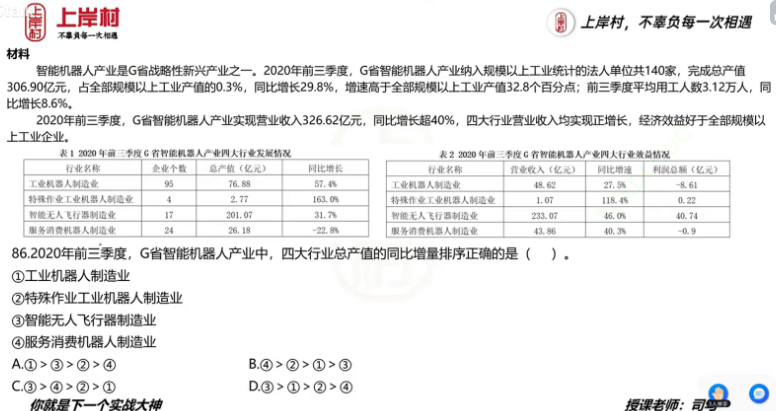 上岸村
不辜负每一次相遇
上岸村，不辜负每一次相遇
材料
智能机器人产业是G省战略性新兴产业之一。2020年前三季度，G省智能机器人产业纳入规模以上工业统计的法人单位共140家，完成总产值
306.90亿元，占全部规模以上工业产值的0.3%，同比增长29.8%，增速高于全部规模以上工业产值32.8个百分点；前三季度平均用工人数3.12万人，同
比增长8.6%。
2020年前三季度，G省智能机器人产业实现营业收入326.62亿元，同比增长超40%，四大行业营业收入均实现正增长，经济效益好于全部规模以
上工业企业。
表 1 2020 年前三季度 G 省智能机器人产业四大行业发展情况
行业名称 企业个数 总产值（亿元） 同比增长
工业机器人制造业 95 76.88 57.4%
特殊作业工业机器人制造业 4 2.77 163.0%
智能无人飞行器制造业 17 201.07 31.7%
服务消费机器人制造业 24 26.18 -22.8%
表 2 2020 年前三季度 G 省智能机器人产业四大行业效益情况
行业名称 营业收入（亿元） 同比增速 利润总额（亿元）
工业机器人制造业 48.62 27.5% -8.61
特殊作业工业机器人制造业 1.07 118.4% 0.22
智能无人飞行器制造业 233.07 46.0% 40.74
服务消费机器人制造业 43.86 40.3% -0.9
86.2020年前三季度，G省智能机器人产业中，四大行业总产值的同比增量排序正确的是（ ）。
①工业机器人制造业
②特殊作业工业机器人制造业
③智能无人飞行器制造业
④服务消费机器人制造业
A.①＞③＞②＞④ B.④＞②＞①＞③
C.③＞④＞②＞① D.③＞①＞②＞④
你就是下一个实战大神 授课老师：司